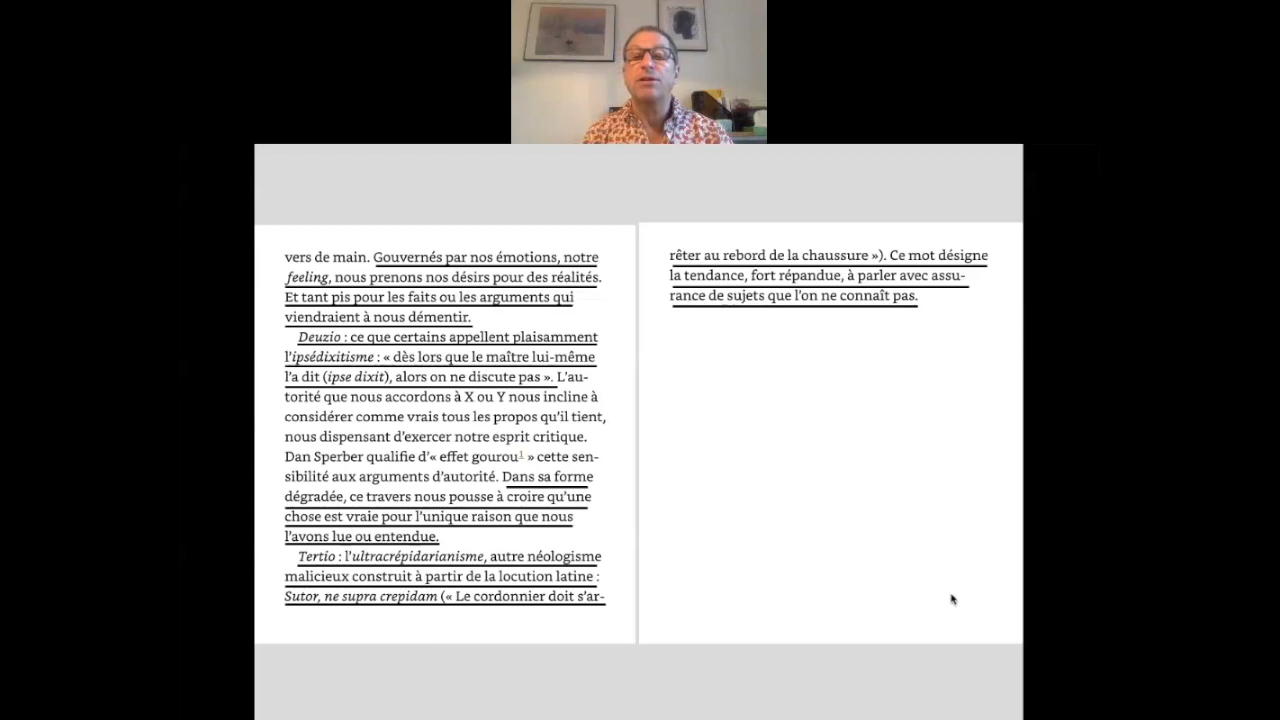 vers de main. Gouvernés par nos émotions, notre
feeling, nous prenons nos désirs pour des réalités.
Et tant pis pour les faits ou les arguments qui
viendraient à nous démentir.
Deuzio : ce que certains appellent plaisamment
l'ipsédixitisme : « dès lors que le maître lui-même
l'a dit (ipse dixit), alors on ne discute pas ». L'au-
torité que nous accordons à X ou Y nous incline à
considérer comme vrais tous les propos qu'il tient,
nous dispensant d'exercer notre esprit critique.
Dan Sperber qualifie d'« effet gourou1 » cette sen-
sibilité aux arguments d'autorité. Dans sa forme
dégradée, ce travers nous pousse à croire qu'une
chose est vraie pour l'unique raison que nous
l'avons lue ou entendue.
Tertio : l'ultracrépidarianisme, autre néologisme
malicieux construit à partir de la locution latine :
Sutor, ne supra crepidam (« Le cordonnier doit s'ar-
rêter au rebord de la chaussure »). Ce mot désigne
la tendance, fort répandue, à parler avec assu-
rance de sujets que l'on ne connaît pas.